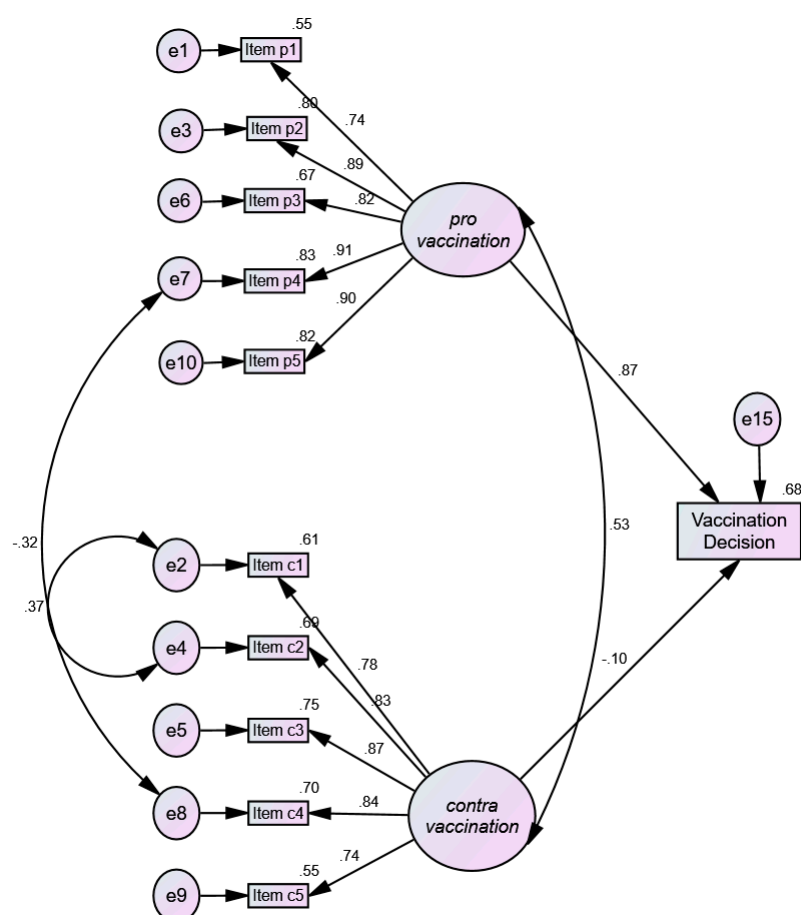 .55
e1
Item p1
.74
.80
e3
Item p2
.89
.67
e6
Item p3
.82
pro
vaccination
.83
.91
e7
Item p4
.90
.82
e10
Item p5
.87
e15
.68
Vaccination
Decision
.53
-.32
.37
.61
e2
Item c1
.69
e4
Item c2
.78
.83
-.10
.75
e5
Item c3
.87
.70
.84
e8
Item c4
contra
vaccination
.74
.55
e9
Item c5